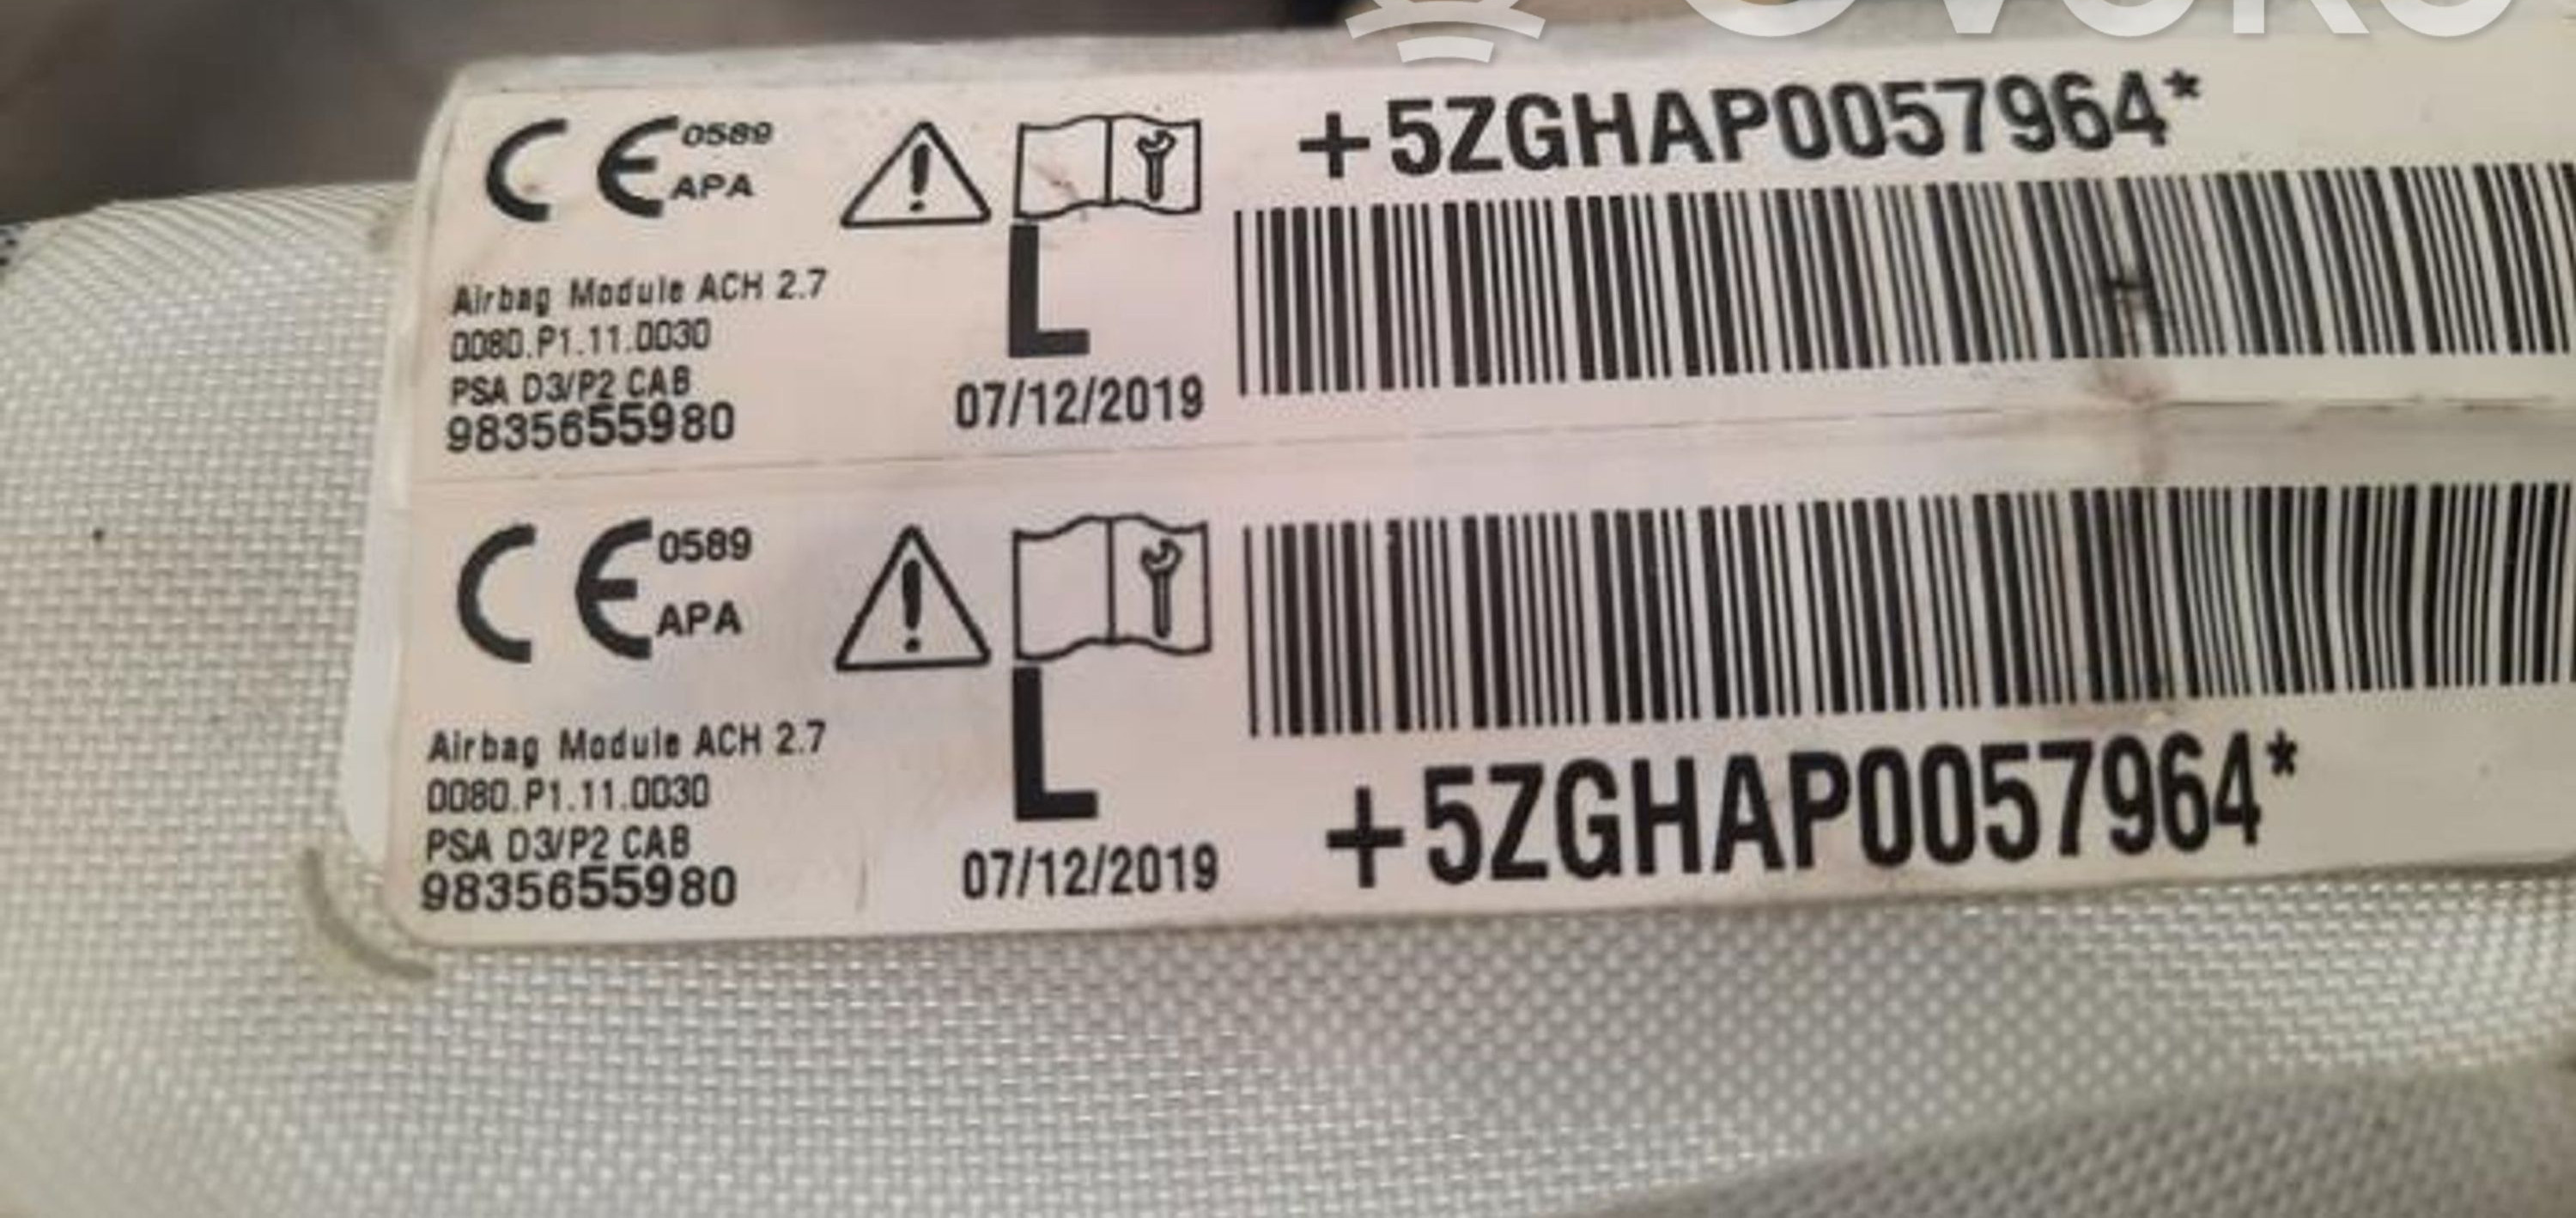 CE 0589
APA
+5ZGHAP0057964*
Airbag Module ACH 2.7
0080.P1.11.0030
PSA D3/P2 CAB
9835655980
L
07/12/2019
CE 0589
APA
Airbag Module ACH 2.7
0080.P1.11.0030
PSA D3/P2 CAB
9835655980
L
07/12/2019
+5ZGHAP0057964*